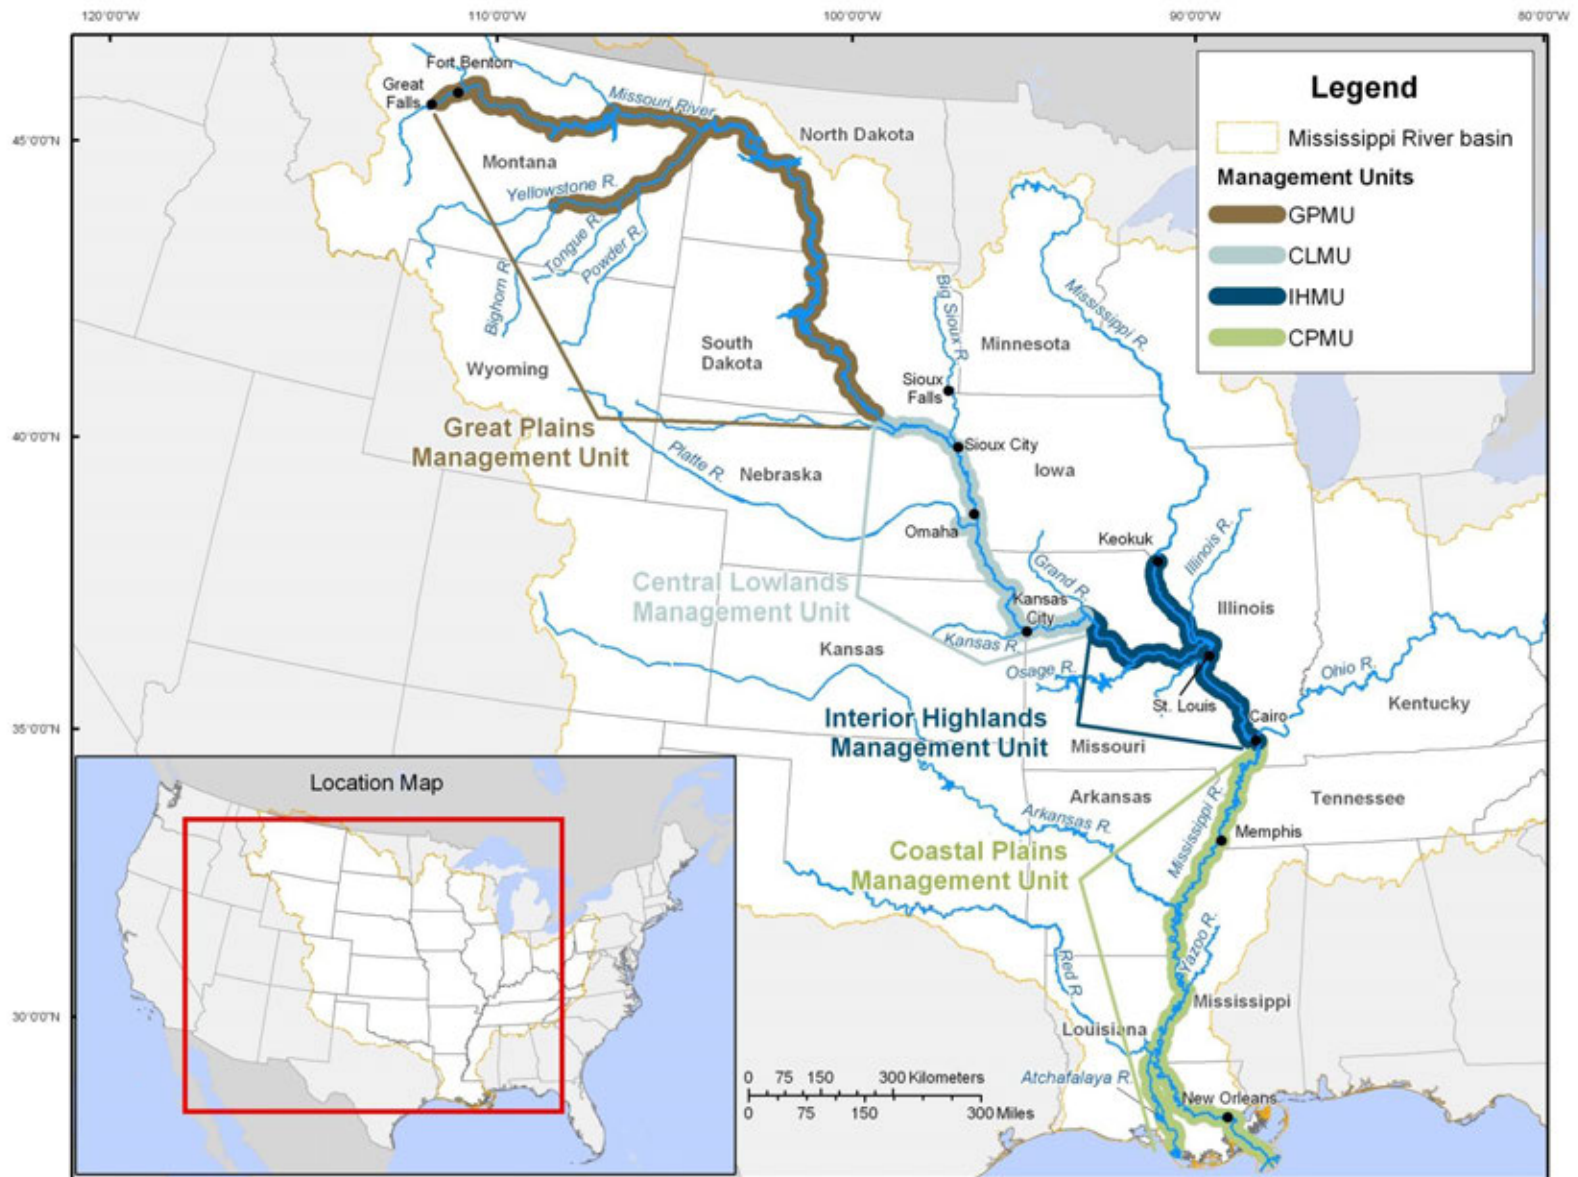 120°0'0"W 110°0'0"W 100°0'0"W 90°0'0"W 80°0'0"W
45°0'0"N
40°0'0"N
35°0'0"N
30°0'0"N
Legend
Mississippi River basin
Management Units
GPMU
CLMU
IHMU
CPMU
Fort Benton
Great
Falls
Missouri River
North Dakota
Montana
Yellowstone R.
Tongue R.
Powder R.
Bighorn R.
Wyoming
South
Dakota
Big Sioux R.
Minnesota
Mississippi R.
Sioux
Falls
Great Plains
Management Unit
Platte R.
Nebraska
Sioux City
Iowa
Omaha
Keokuk
Illinois R.
Grand R.
Central Lowlands
Management Unit
Kansas
City
Illinois
Kansas R.
Kansas
Osage R.
Ohio R.
St. Louis
Cairo
Kentucky
Interior Highlands
Management Unit
Missouri
Arkansas
Tennessee
Arkansas R.
Mississippi R.
Memphis
Coastal Plains
Management Unit
Yazoo R.
Red R.
Mississippi
Louisiana
Atchafalaya R.
New Orleans
0 75 150 300 Kilometers
0 75 150 300 Miles
Location Map